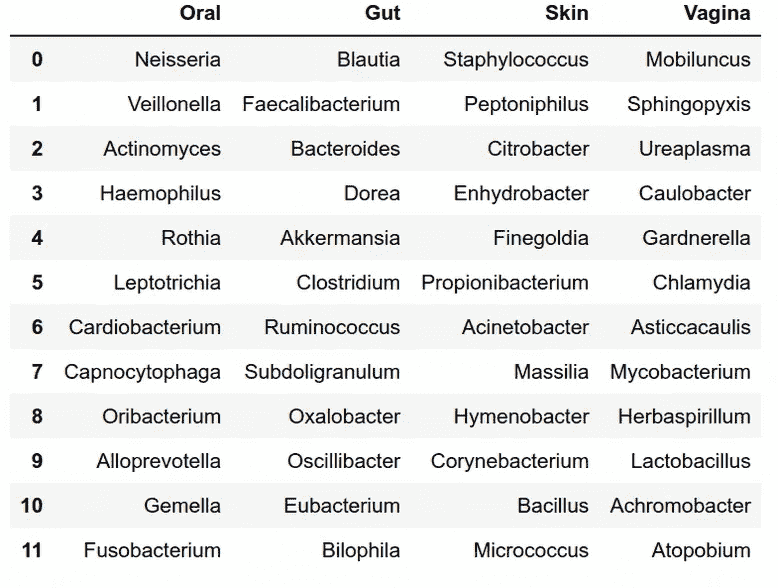 Oral Gut Skin Vagina
0 Neisseria Blautia Staphylococcus Mobiluncus
1 Veillonella Faecalibacterium Peptoniphilus Sphingopyxis
2 Actinomyces Bacteroides Citrobacter Ureaplasma
3 Haemophilus Dorea Enhydrobacter Caulobacter
4 Rothia Akkermansia Finegoldia Gardnerella
5 Leptotrichia Clostridium Propionibacterium Chlamydia
6 Cardiobacterium Ruminococcus Acinetobacter Asticcacaulis
7 Capnocytophaga Subdoligranulum Massilia Mycobacterium
8 Oribacterium Oxalobacter Hymenobacter Herbaspirillum
9 Alloprevotella Oscillibacter Corynebacterium Lactobacillus
10 Gemella Eubacterium Bacillus Achromobacter
11 Fusobacterium Bilophila Micrococcus Atopobium